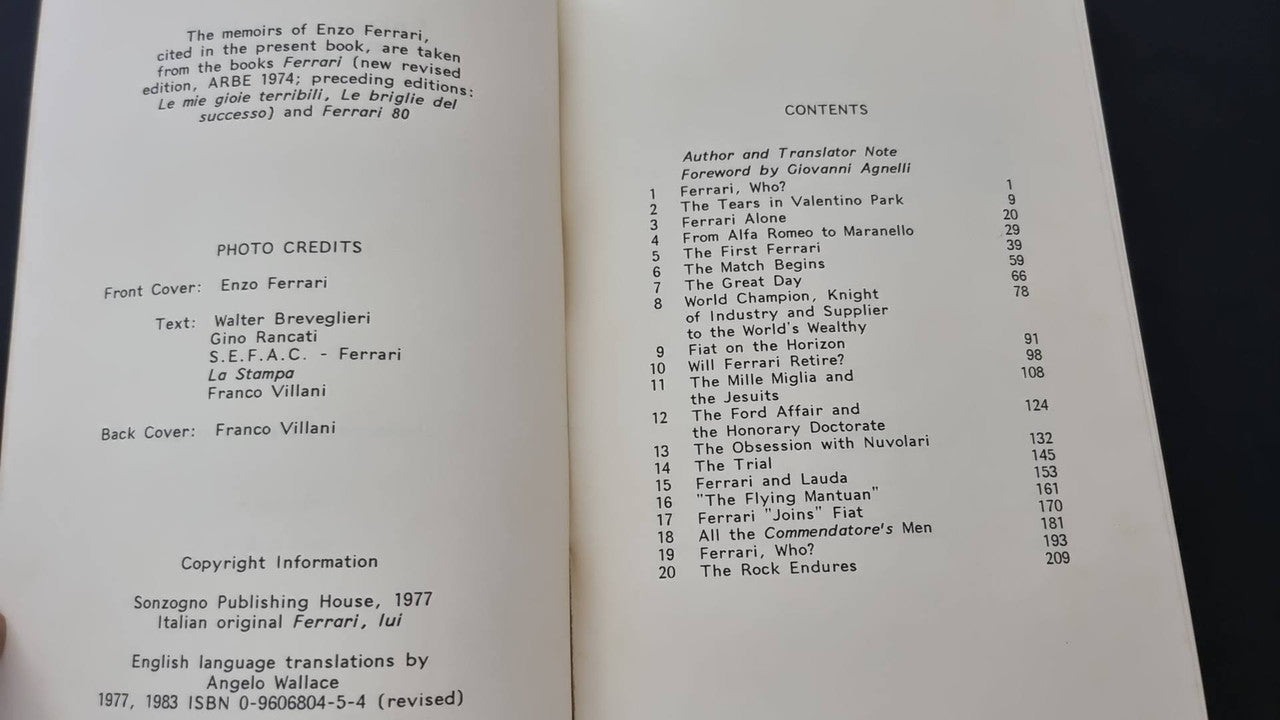 The memoirs of Enzo Ferrari,
cited in the present book, are taken
from the books Ferrari (new revised
edition, ARBE 1974; preceding editions:
Le mie gioie terribili, Le briglie del
successo) and Ferrari 80
PHOTO CREDITS
Front Cover: Enzo Ferrari
Text: Walter Breveglieri
Gino Rancati
S.E.F.A.C. - Ferrari
La Stampa
Franco Villani
Back Cover: Franco Villani
Copyright Information
Sonzogno Publishing House, 1977
Italian original Ferrari, lui
English language translations by
Angelo Wallace
1977, 1983 ISBN 0-9606804-5-4 (revised)
CONTENTS
Author and Translator Note
Foreword by Giovanni Agnelli
1 Ferrari, Who? 1
2 The Tears in Valentino Park 9
3 Ferrari Alone 20
4 From Alfa Romeo to Maranello 29
5 The First Ferrari 39
6 The Match Begins 59
7 The Great Day 66
8 World Champion, Knight 78
of Industry and Supplier
to the World's Wealthy
9 Fiat on the Horizon 91
10 Will Ferrari Retire? 98
11 The Mille Miglia and 108
the Jesuits
12 The Ford Affair and 124
the Honorary Doctorate
13 The Obsession with Nuvolari 132
14 The Trial 145
15 Ferrari and Lauda 153
16 "The Flying Mantuan" 161
17 Ferrari "Joins" Fiat 170
18 All the Commendatore's Men 181
19 Ferrari, Who? 193
20 The Rock Endures 209